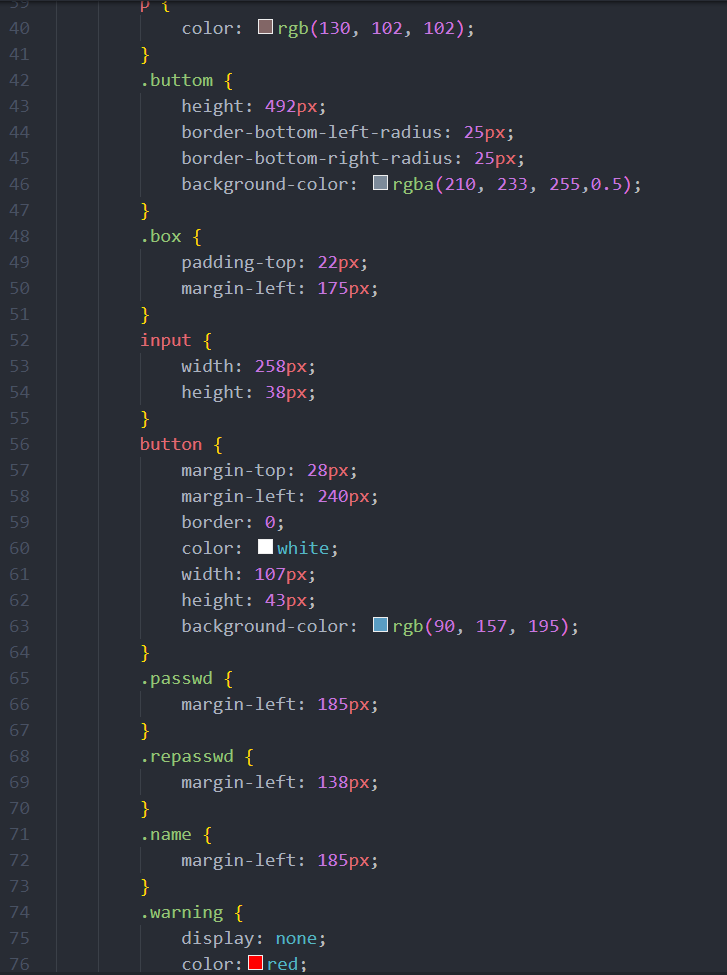 39 p {
40 color: rgb(130, 102, 102);
41 }
42 .buttom {
43 height: 492px;
44 border-bottom-left-radius: 25px;
45 border-bottom-right-radius: 25px;
46 background-color: rgba(210, 233, 255,0.5);
47 }
48 .box {
49 padding-top: 22px;
50 margin-left: 175px;
51 }
52 input {
53 width: 258px;
54 height: 38px;
55 }
56 button {
57 margin-top: 28px;
58 margin-left: 240px;
59 border: 0;
60 color: white;
61 width: 107px;
62 height: 43px;
63 background-color: rgb(90, 157, 195);
64 }
65 .passwd {
66 margin-left: 185px;
67 }
68 .repasswd {
69 margin-left: 138px;
70 }
71 .name {
72 margin-left: 185px;
73 }
74 .warning {
75 display: none;
76 color:red;